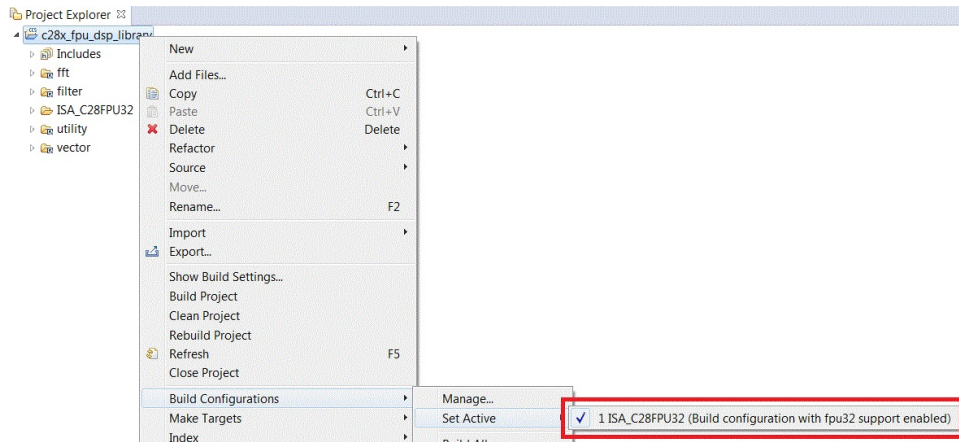 Project Explorer
c28x_fpu_dsp_library
Includes
fft
filter
ISA_C28FPU32
utility
vector
New
Add Files...
Copy Ctrl+C
Paste Ctrl+V
Delete Delete
Refactor
Source
Move...
Rename... F2
Import
Export...
Show Build Settings...
Build Project
Clean Project
Rebuild Project
Refresh F5
Close Project
Build Configurations
Make Targets
Index
Manage...
Set Active
1 ISA_C28FPU32 (Build configuration with fpu32 support enabled)